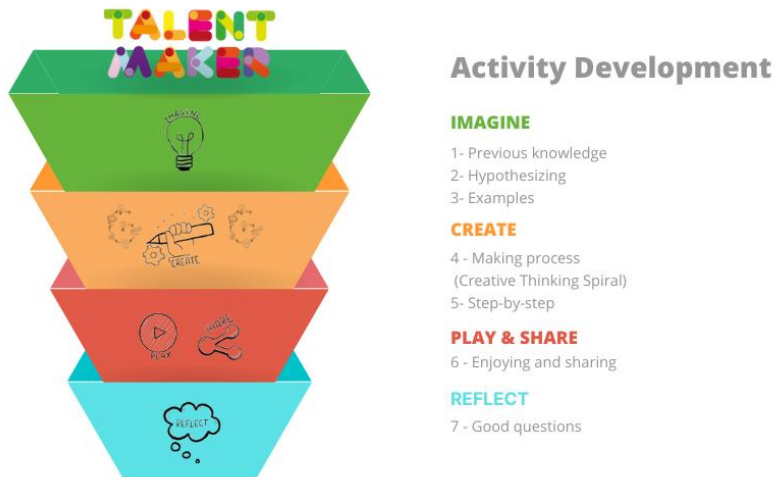 TALENT
MAKER
IMAGINE
CREATE
PLAY
SHARE
REFLECT
Activity Development
IMAGINE
1- Previous knowledge
2- Hypothesizing
3- Examples
CREATE
4 - Making process
(Creative Thinking Spiral)
5- Step-by-step
PLAY & SHARE
6 - Enjoying and sharing
REFLECT
7 - Good questions